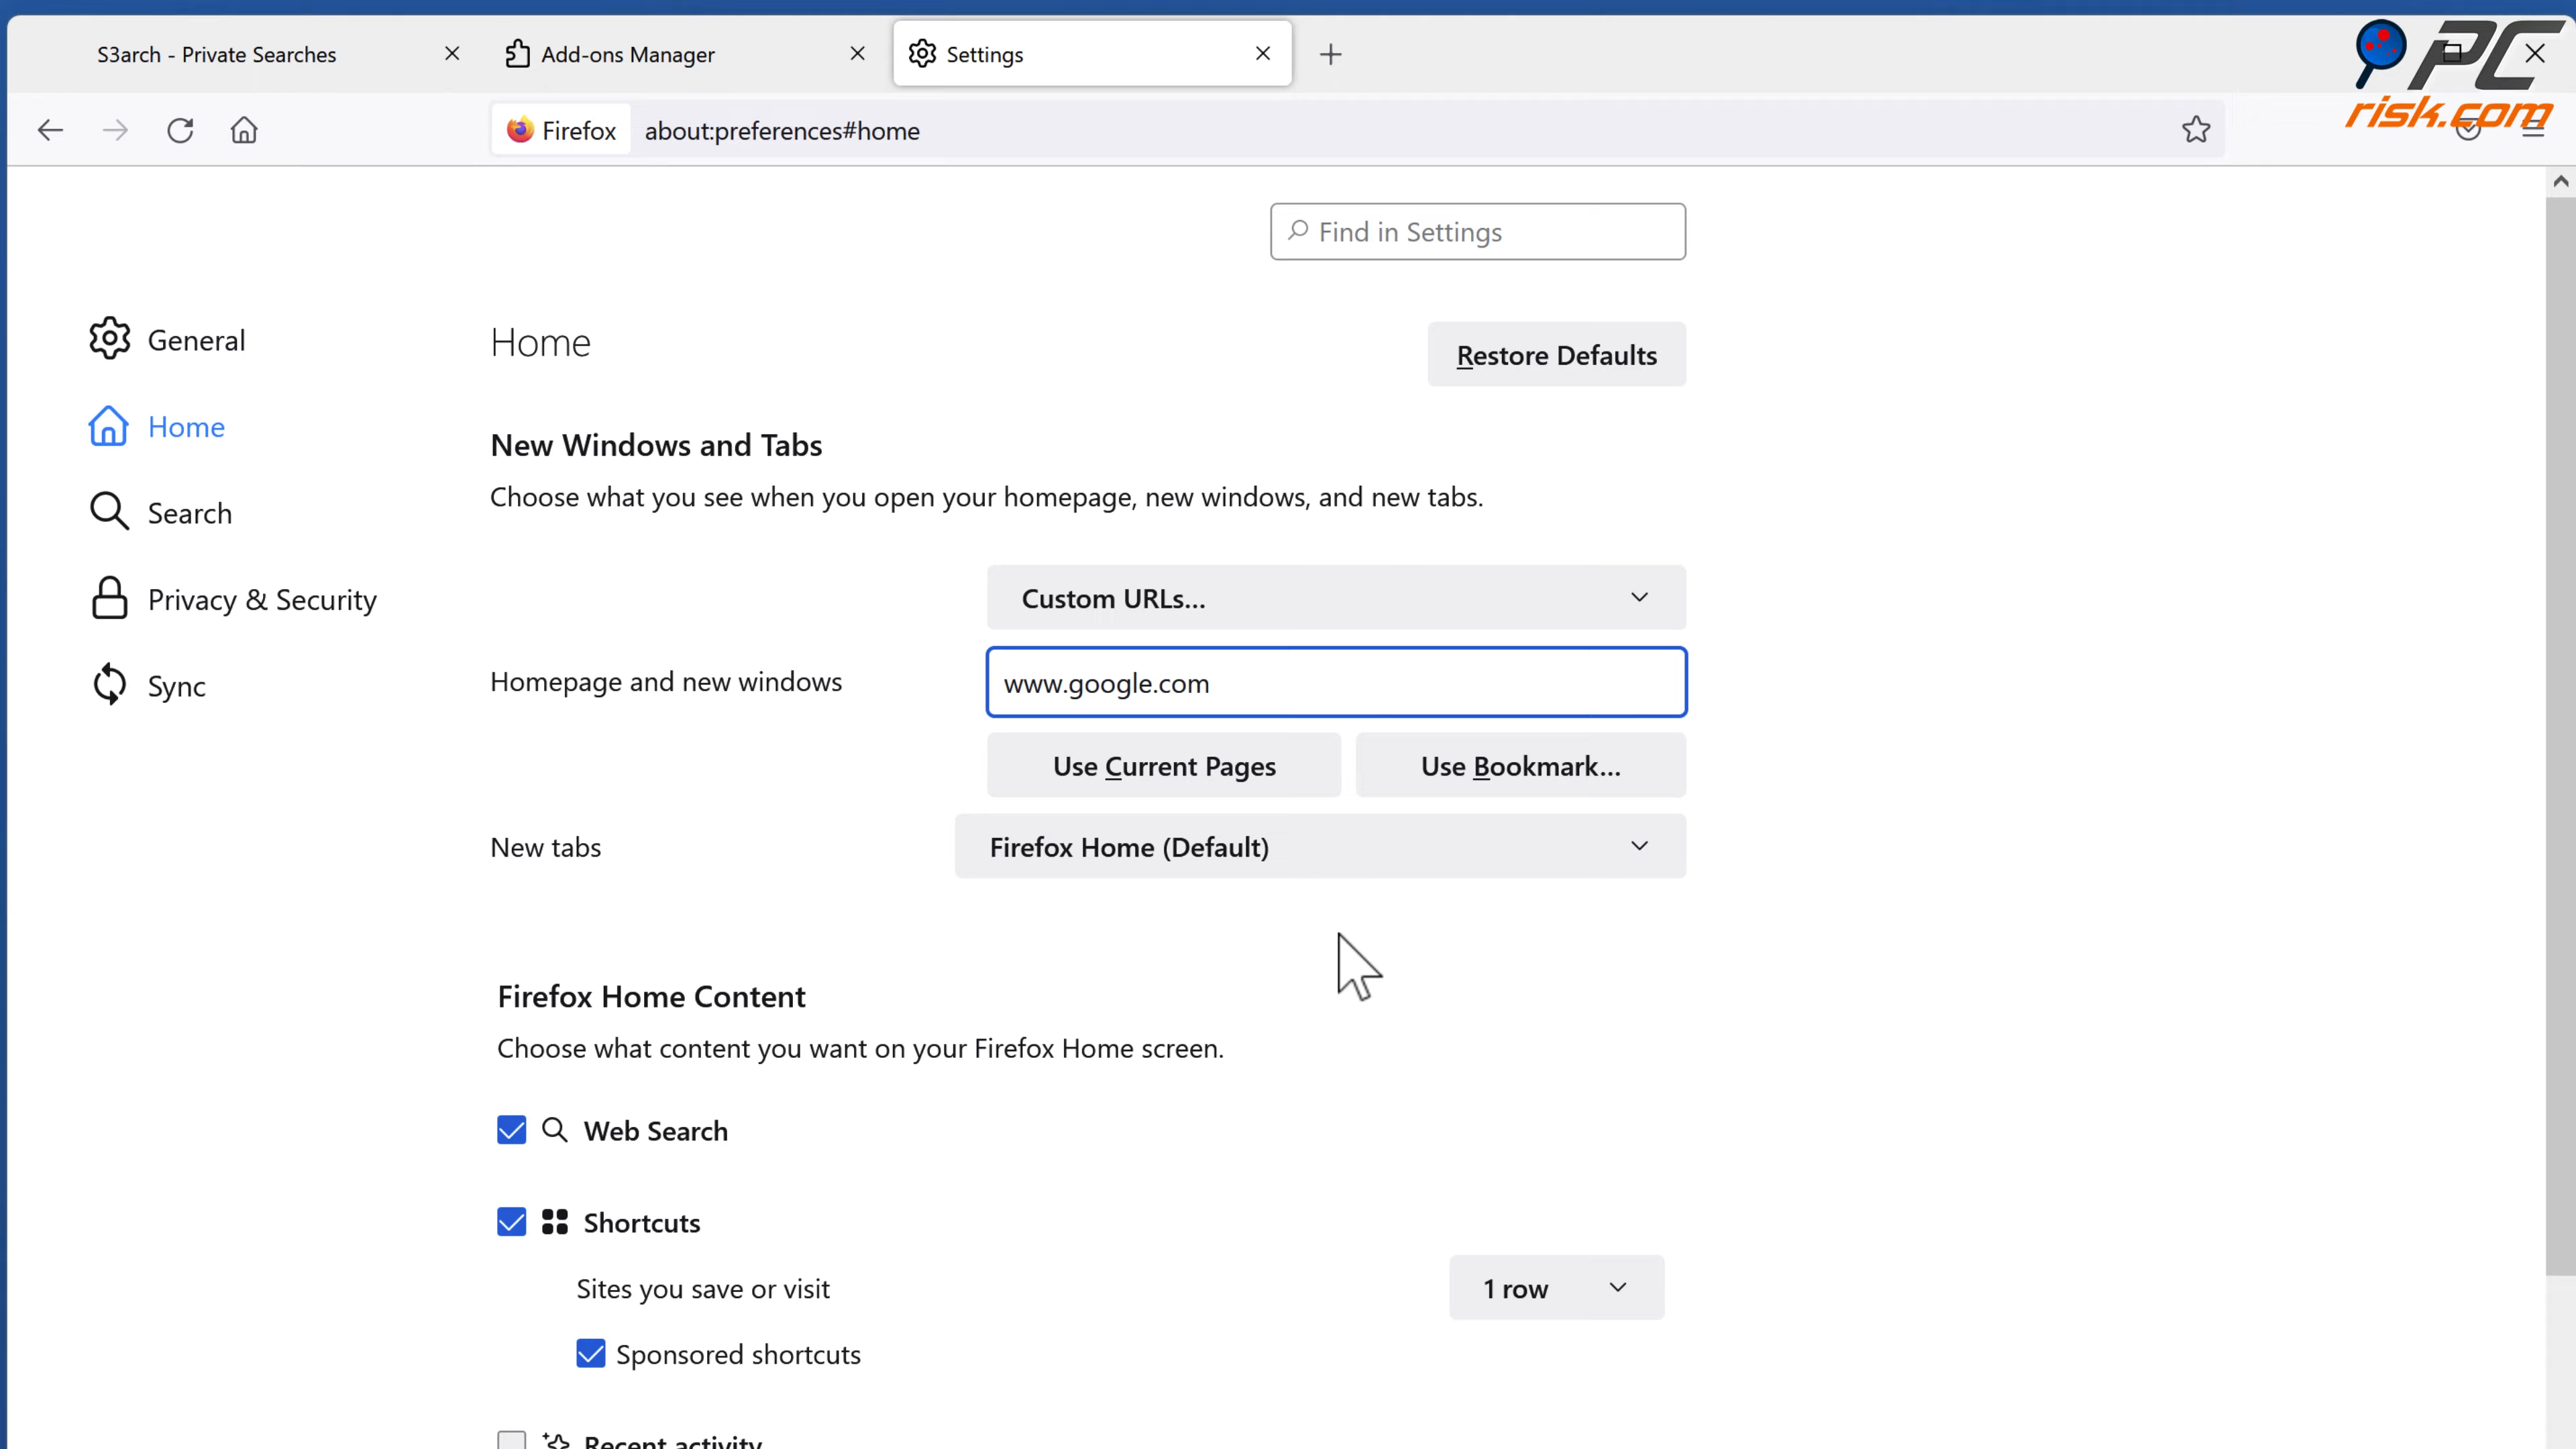 S3arch - Private Searches
Add-ons Manager
Settings
PC
risk.com
Firefox
about:preferences#home
Find in Settings
General
Home
Search
Privacy & Security
Sync
Home
Restore Defaults
New Windows and Tabs
Choose what you see when you open your homepage, new windows, and new tabs.
Custom URLs...
Homepage and new windows
www.google.com
Use Current Pages
Use Bookmark...
New tabs
Firefox Home (Default)
Firefox Home Content
Choose what content you want on your Firefox Home screen.
Web Search
Shortcuts
Sites you save or visit
1 row
Sponsored shortcuts
Recent activity